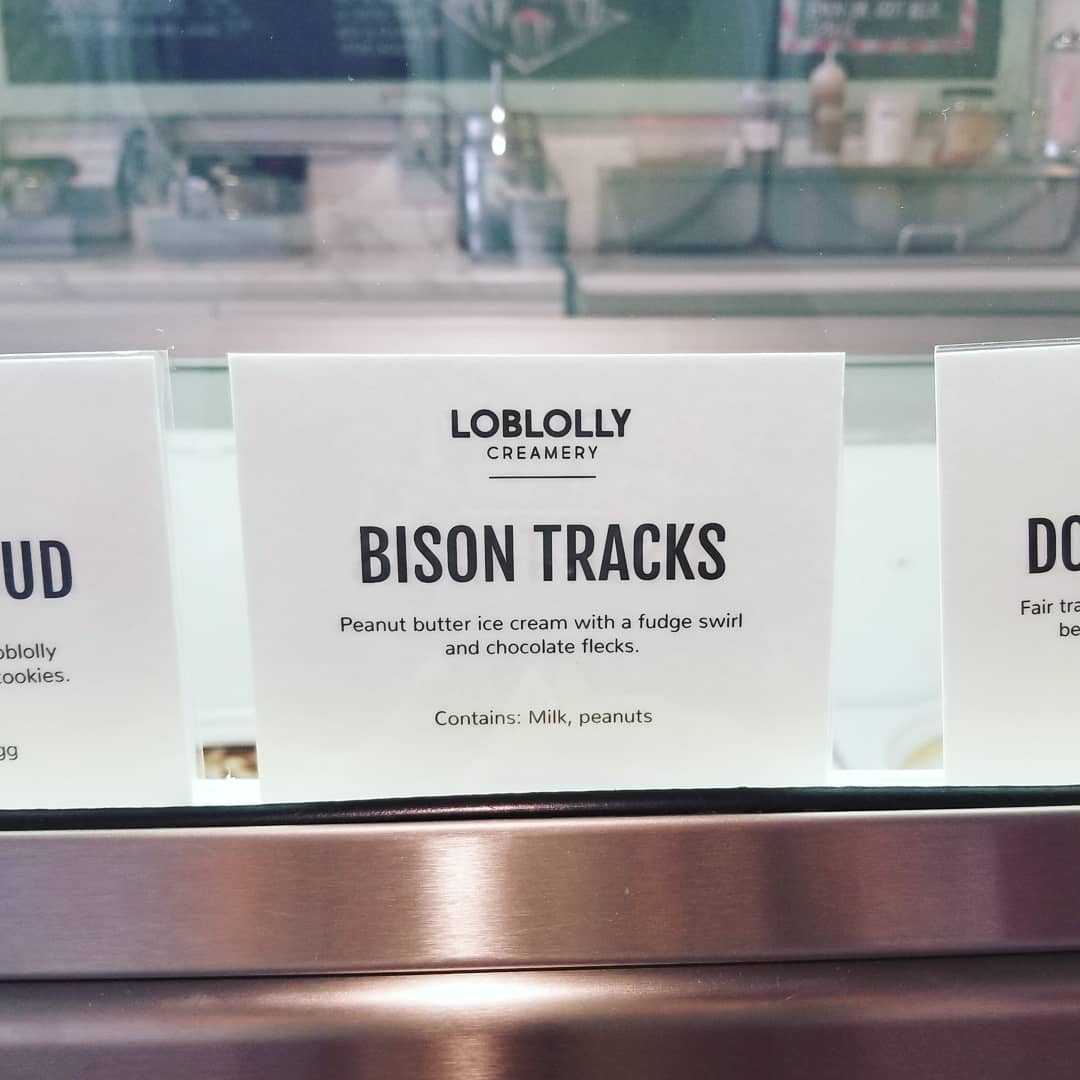 LOBLOLLY
CREAMERY
BISON TRACKS
Peanut butter ice cream with a fudge swirl
and chocolate flecks.
Contains: Milk, peanuts
UD
oblolly
cookies.
gg
DO
Fair tra
be